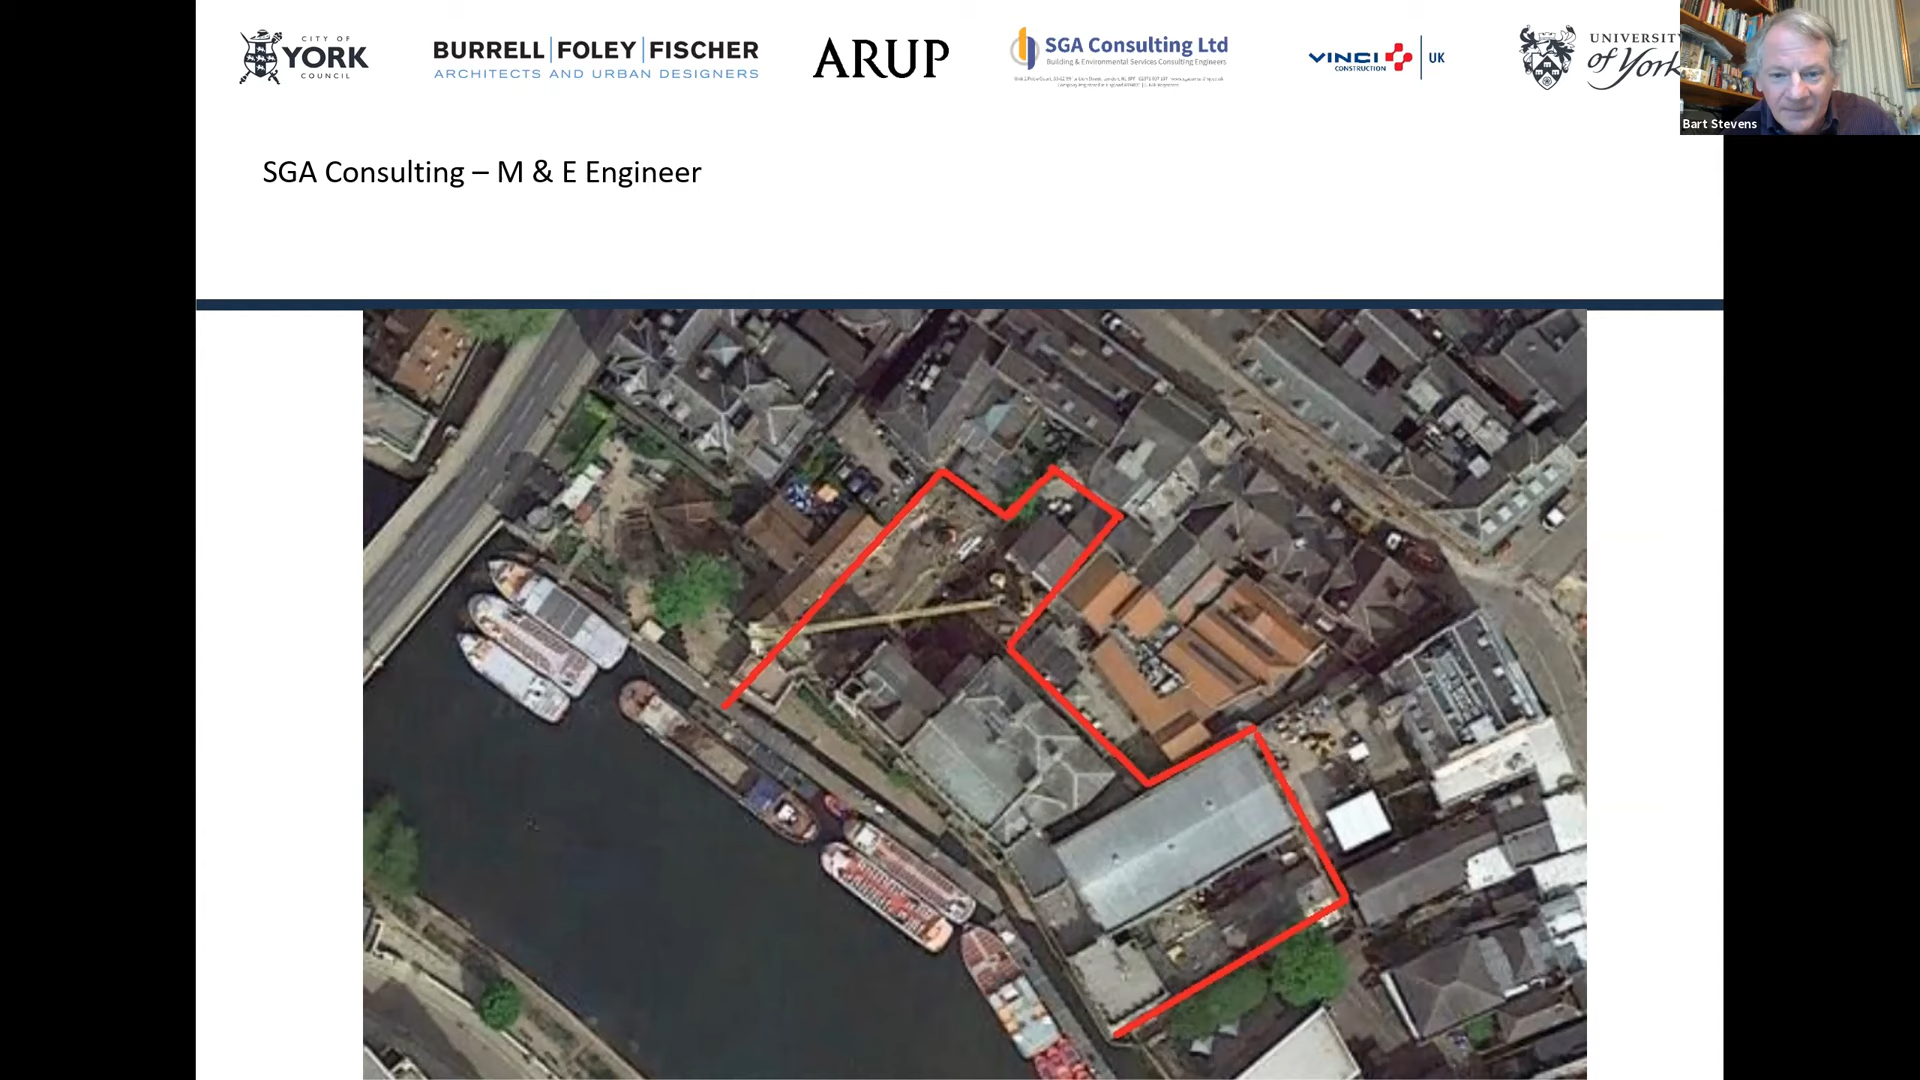 CITY OF
YORK
COUNCIL
BURRELL|FOLEY|FISCHER
ARCHITECTS AND URBAN DESIGNERS
ARUP
SGA Consulting Ltd
Building & Environmental Services Consulting Engineers
VINCI
CONSTRUCTION
UK
UNIVERSITY
of York
Bart Stevens
SGA Consulting – M & E Engineer